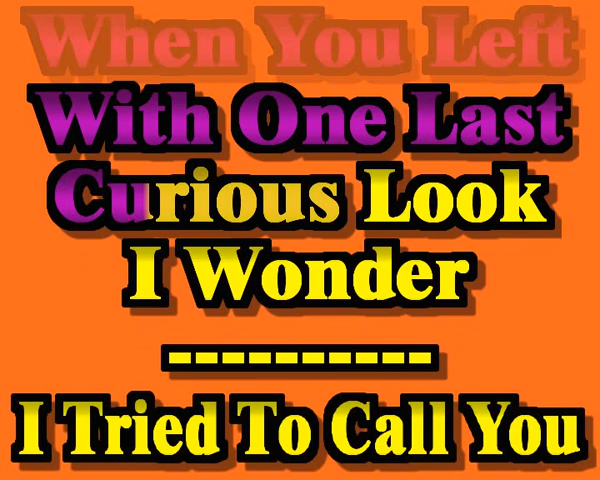 When You Left
With One Last
Curious Look
I Wonder
----------
I Tried To Call You